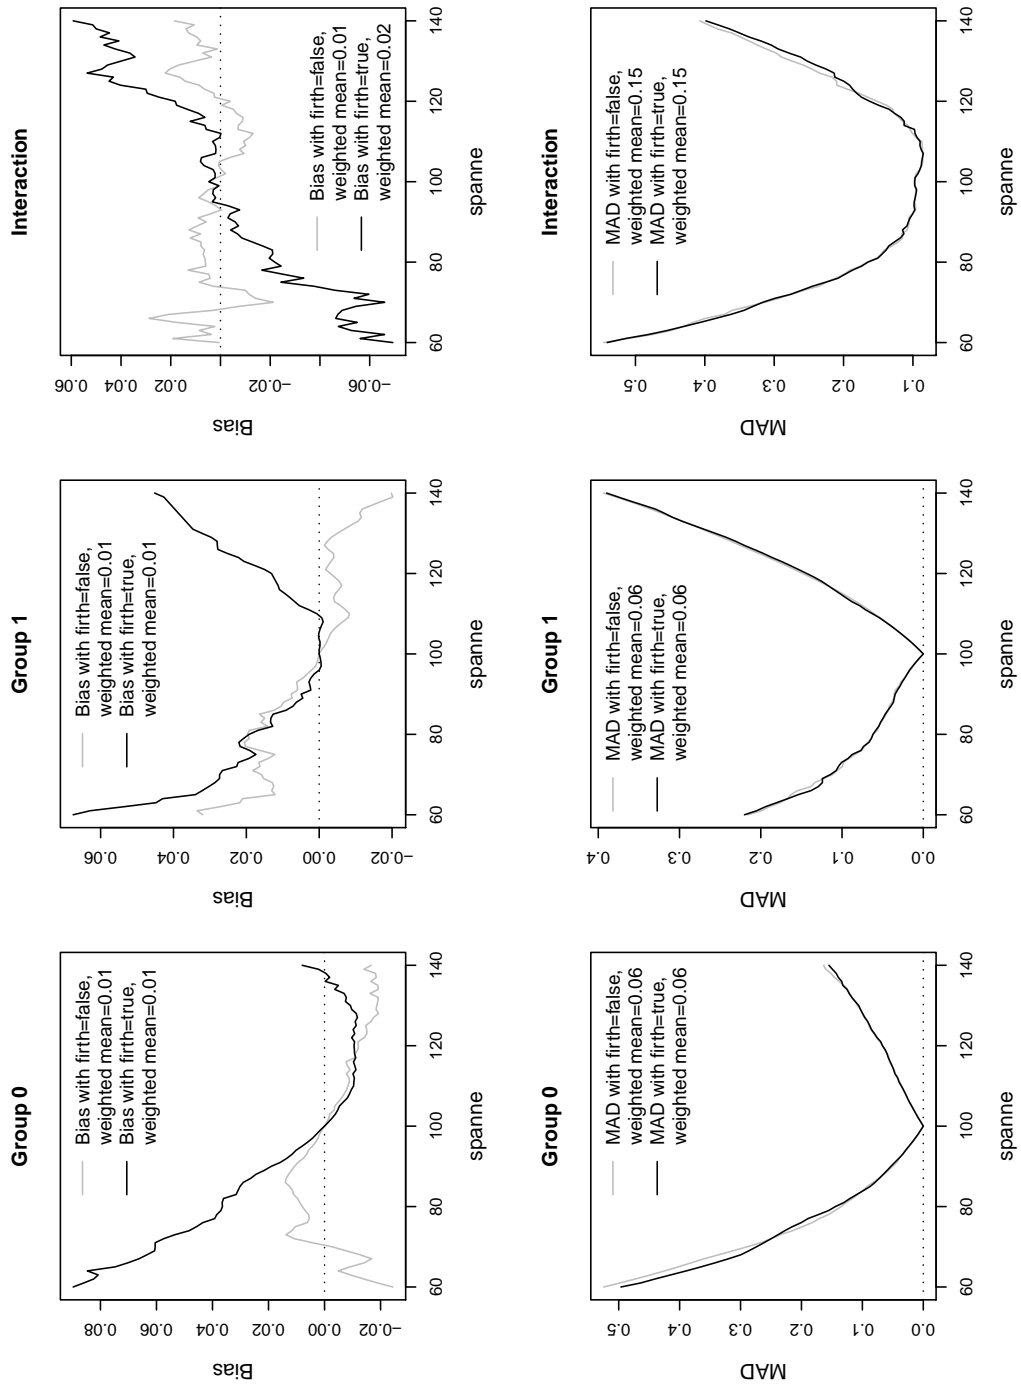 Group 0
Bias with firth=false,
weighted mean=0.01
Bias with firth=true,
weighted mean=0.01
0.08
0.06
0.04
0.02
0.00
−0.02
Bias
60 80 100 120 140
spanne
Group 1
Bias with firth=false,
weighted mean=0.01
Bias with firth=true,
weighted mean=0.01
0.06
0.04
0.02
0.00
−0.02
Bias
60 80 100 120 140
spanne
Interaction
Bias with firth=false,
weighted mean=0.01
Bias with firth=true,
weighted mean=0.02
0.06
0.04
0.02
−0.02
−0.06
Bias
60 80 100 120 140
spanne
Group 0
MAD with firth=false,
weighted mean=0.06
MAD with firth=true,
weighted mean=0.06
0.5
0.4
0.3
0.2
0.1
0.0
MAD
60 80 100 120 140
spanne
Group 1
MAD with firth=false,
weighted mean=0.06
MAD with firth=true,
weighted mean=0.06
0.4
0.3
0.2
0.1
0.0
MAD
60 80 100 120 140
spanne
Interaction
MAD with firth=false,
weighted mean=0.15
MAD with firth=true,
weighted mean=0.15
0.5
0.4
0.3
0.2
0.1
MAD
60 80 100 120 140
spanne